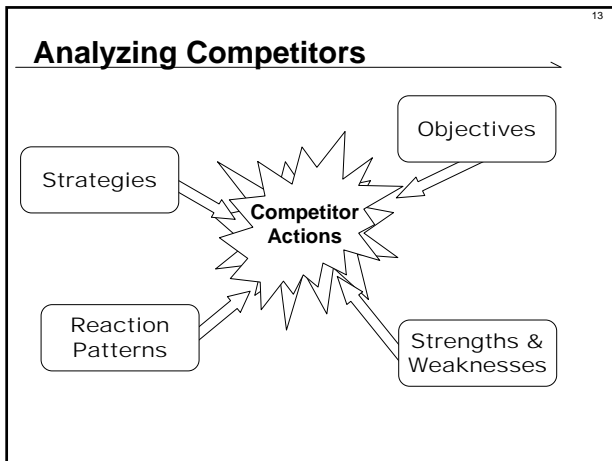 13
Analyzing Competitors
Objectives
Strategies
Competitor
Actions
Reaction
Patterns
Strengths &
Weaknesses